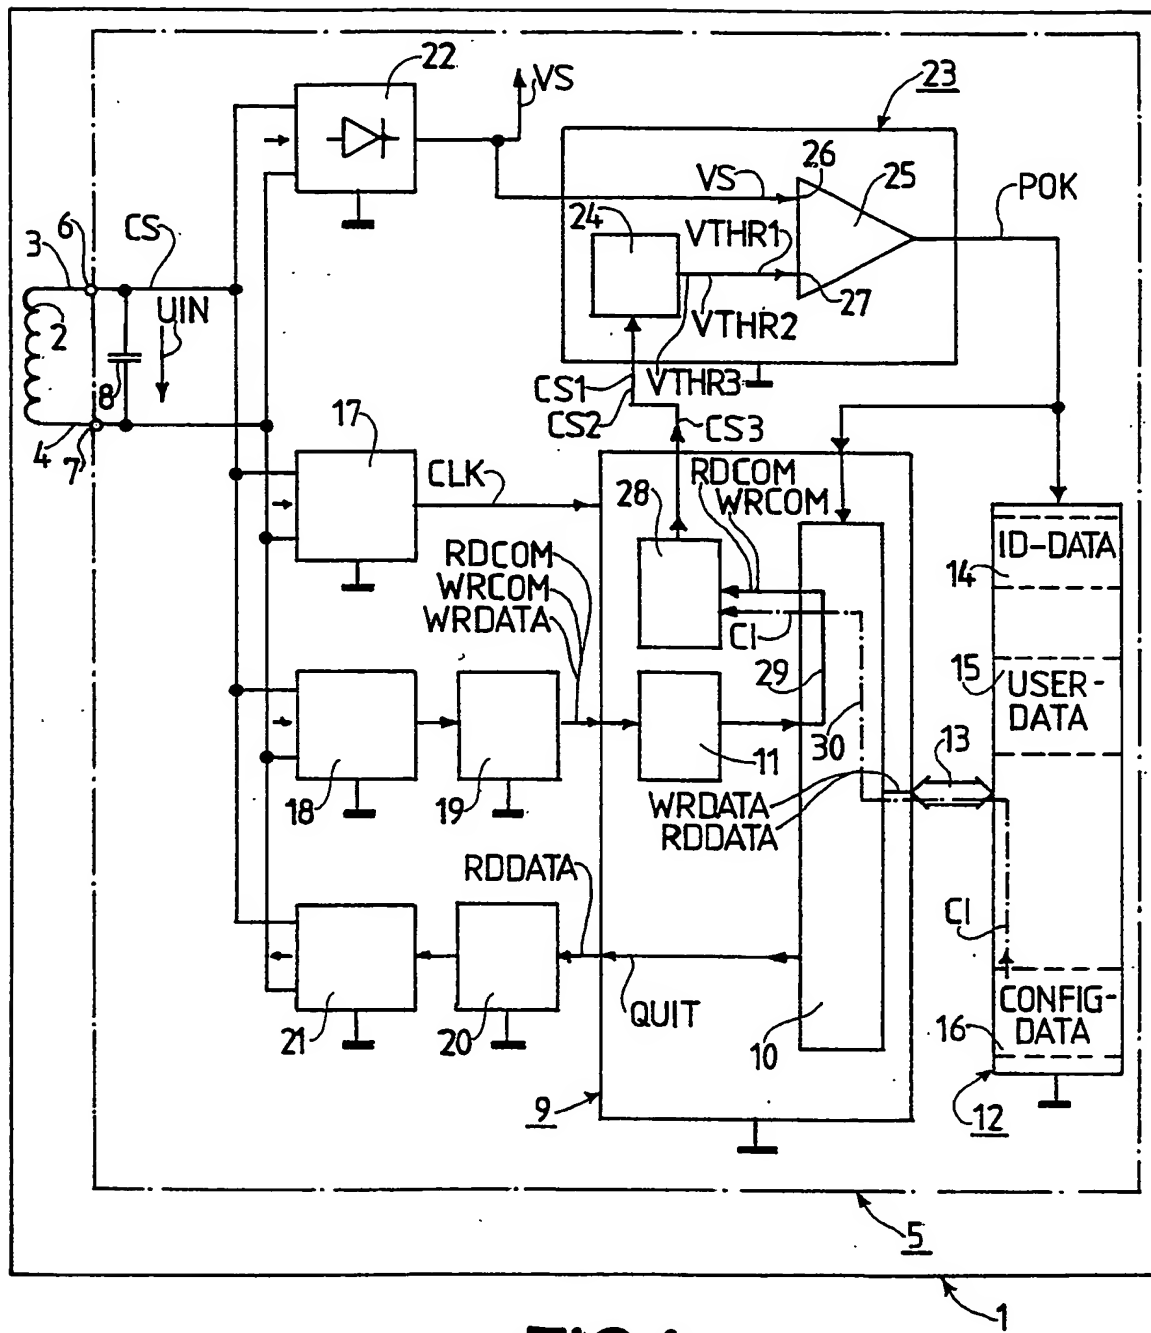 22
VS
23
26
VS
25
POK
24
VTHR1
3
6
CS
UIN
2
27
VTHR2
8
CS1
VTHR3
CS2
4
7
17
CS3
CLK
28
RDCOM
WRCOM
RDCOM
WRCOM
WRDATA
ID-DATA
14
CI
29
15
USER-
DATA
18
19
11
30
13
WRDATA
RDDATA
RDDATA
CI
QUIT
CONFIG-
DATA
21
20
10
16
9
12
5
1